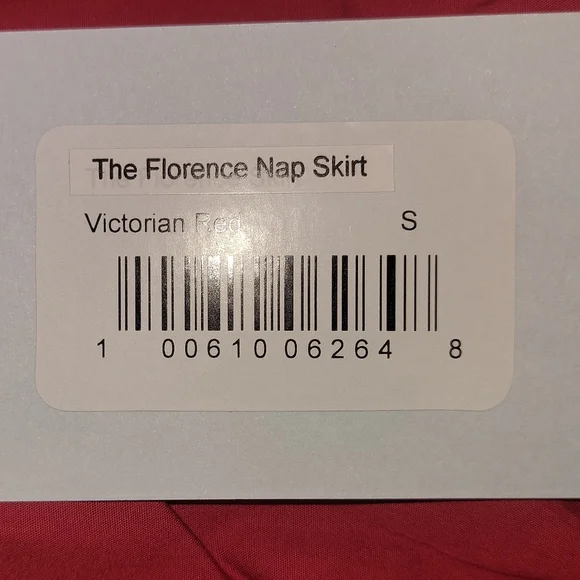 The Florence Nap Skirt
Victorian Red S
1 00610 06264 8